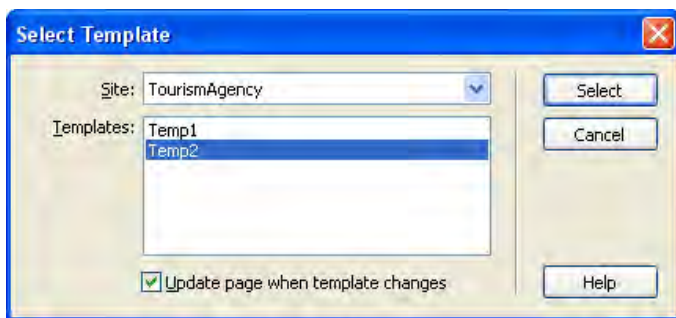 Select Template
Site: TourismAgency
Select
Templates: Temp1
Temp2
Cancel
Update page when template changes
Help